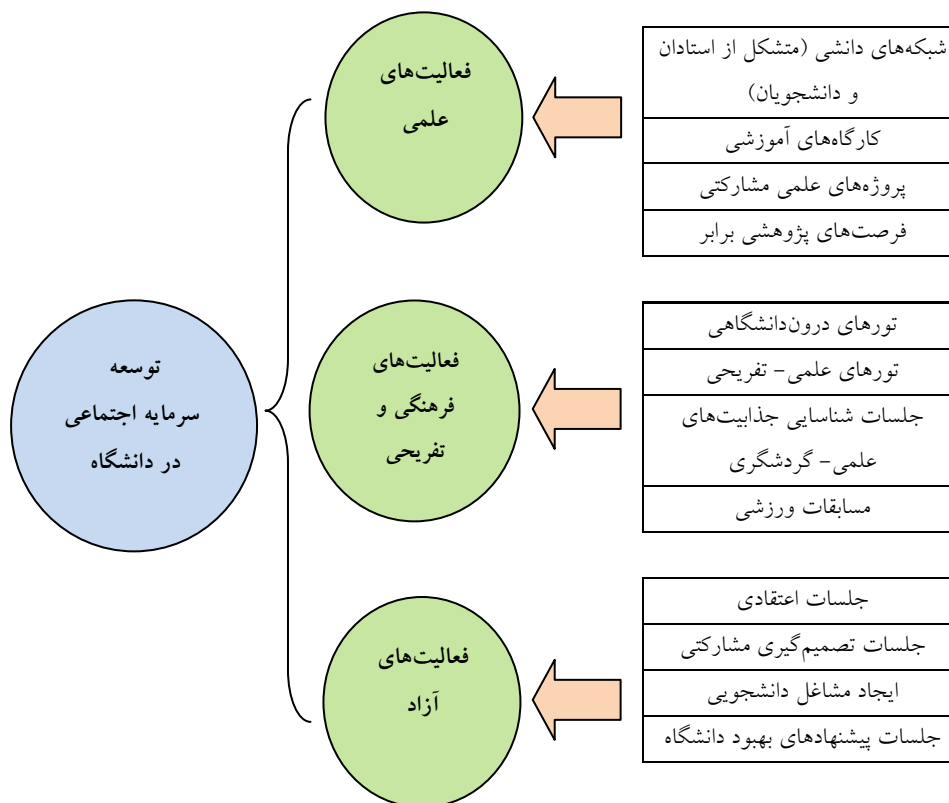 شبکه‌های دانشی (متشکل از استادان
و دانشجویان)
کارگاه‌های آموزشی
پروژه‌های علمی مشارکتی
فرصت‌های پژوهشی برابر
فعالیت‌های
علمی
تورهای درون‌دانشگاهی
تورهای علمی- تفریحی
جلسات شناسایی جذابیت‌های
علمی- گردشگری
مسابقات ورزشی
فعالیت‌های
فرهنگی و
تفریحی
توسعه
سرمایه اجتماعی
در دانشگاه
جلسات اعتقادی
جلسات تصمیم‌گیری مشارکتی
ایجاد مشاغل دانشجویی
جلسات پیشنهادهای بهبود دانشگاه
فعالیت‌های
آزاد